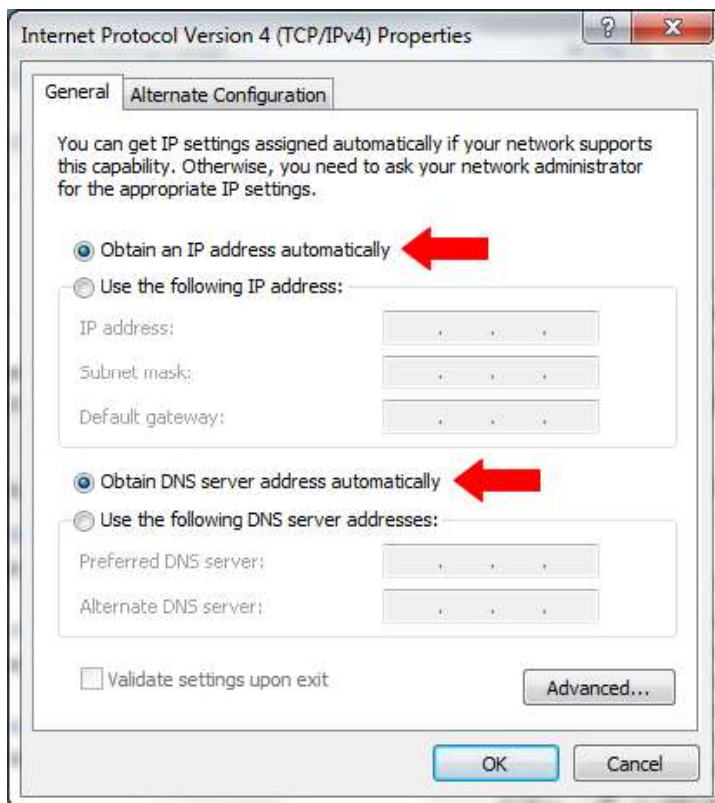 Internet Protocol Version 4 (TCP/IPv4) Properties
General
Alternate Configuration
You can get IP settings assigned automatically if your network supports
this capability. Otherwise, you need to ask your network administrator
for the appropriate IP settings.
Obtain an IP address automatically
Use the following IP address:
IP address:
Subnet mask:
Default gateway:
Obtain DNS server address automatically
Use the following DNS server addresses:
Preferred DNS server:
Alternate DNS server:
Validate settings upon exit
Advanced...
OK
Cancel